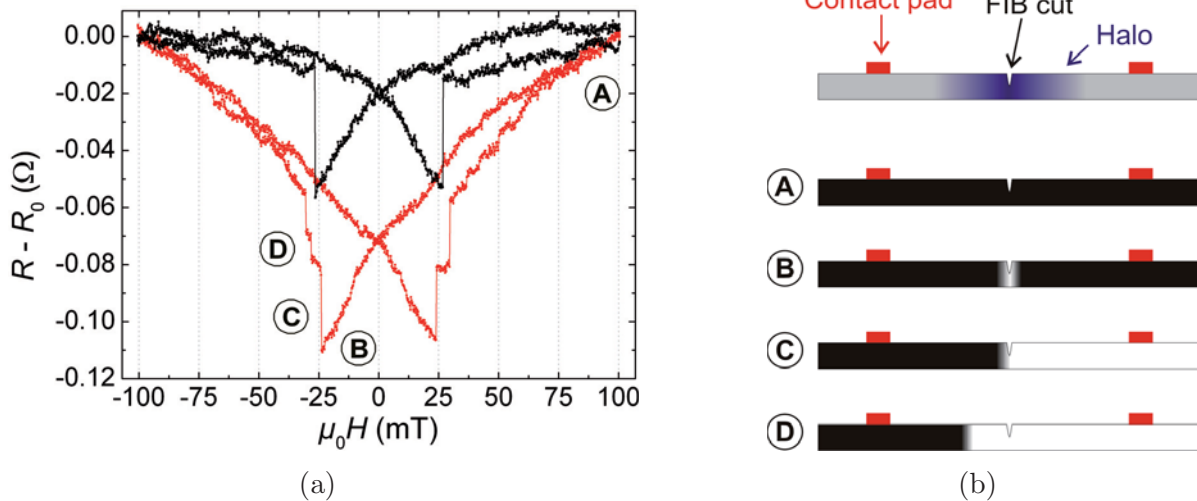 0.00
-0.02
-0.04
-0.06
-0.08
-0.10
-0.12
R - R0 (Ω)
-100 -75 -50 -25 0 25 50 75 100
μ0H (mT)
A
D
C
B
(a)
Contact pad
FIB cut
Halo
A
B
C
D
(b)